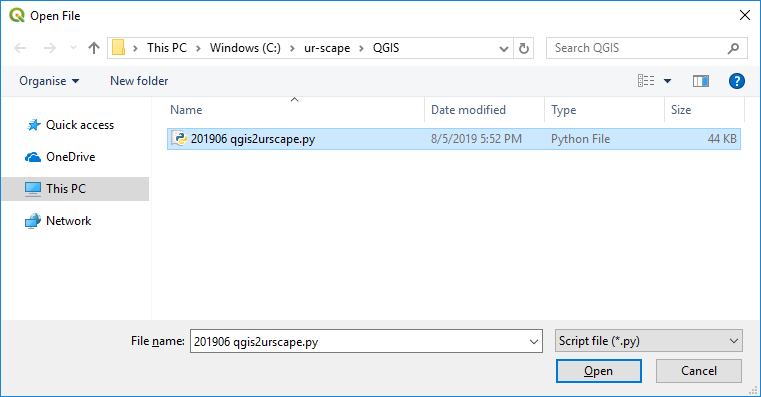 Open File
This PC > Windows (C:) > ur-scape > QGIS
Search QGIS
Organise New folder
?
Name Date modified Type Size
Quick access
201906 qgis2urscape.py 8/5/2019 5:52 PM Python File 44 KB
OneDrive
This PC
Network
File name: 201906 qgis2urscape.py Script file (*.py)
Open Cancel